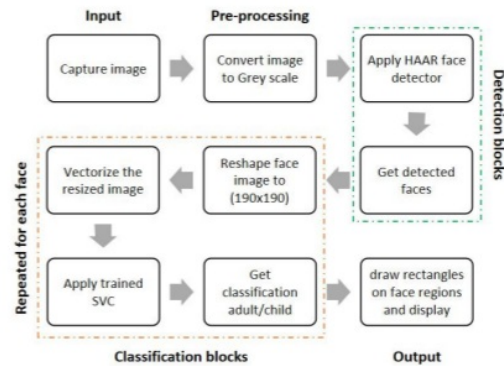 Input
Pre-processing
Capture image
Convert image
to Grey scale
Apply HAAR face
detector
Detection blocks
Repeated for each face
Vectorize the
resized image
Reshape face
image to
(190x190)
Get detected
faces
Apply trained
SVC
Get
classification
adult/child
draw rectangles
on face regions
and display
Classification blocks
Output